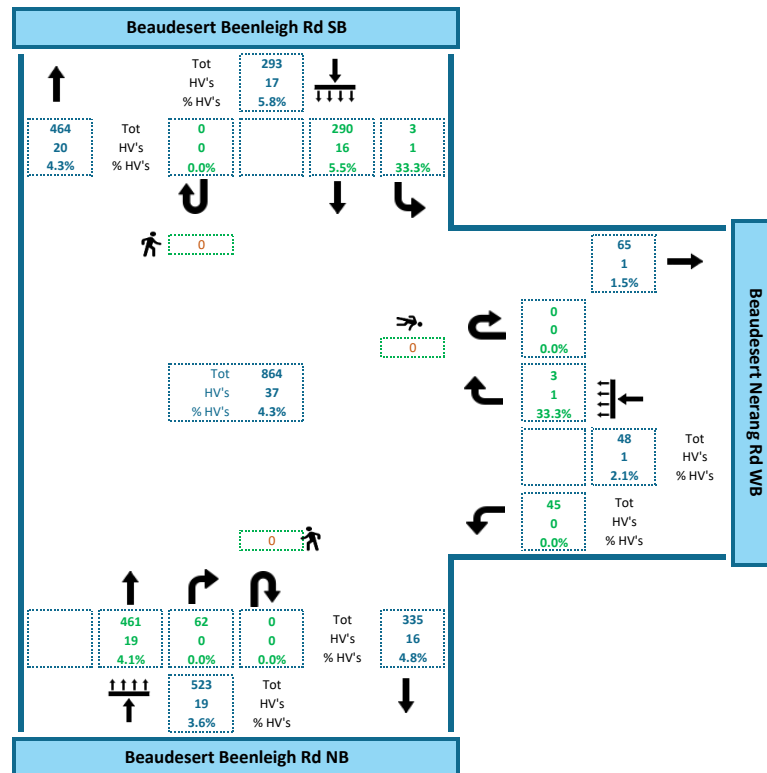 Beaudesert Beenleigh Rd SB
Tot 293
HV's 17
% HV's 5.8%
464 Tot 0 290 3
20 HV's 0 16 1
4.3% % HV's 0.0% 5.5% 33.3%
0
65
1
1.5%
0
0
0.0%
0
Tot 864
HV's 37
% HV's 4.3%
3
1
33.3%
48 Tot
1 HV's
2.1% % HV's
45 Tot
0 HV's
0.0% % HV's
Beaudesert Nerang Rd WB
0
461 62 0 Tot 335
19 0 0 HV's 16
4.1% 0.0% 0.0% % HV's 4.8%
523 Tot
19 HV's
3.6% % HV's
Beaudesert Beenleigh Rd NB